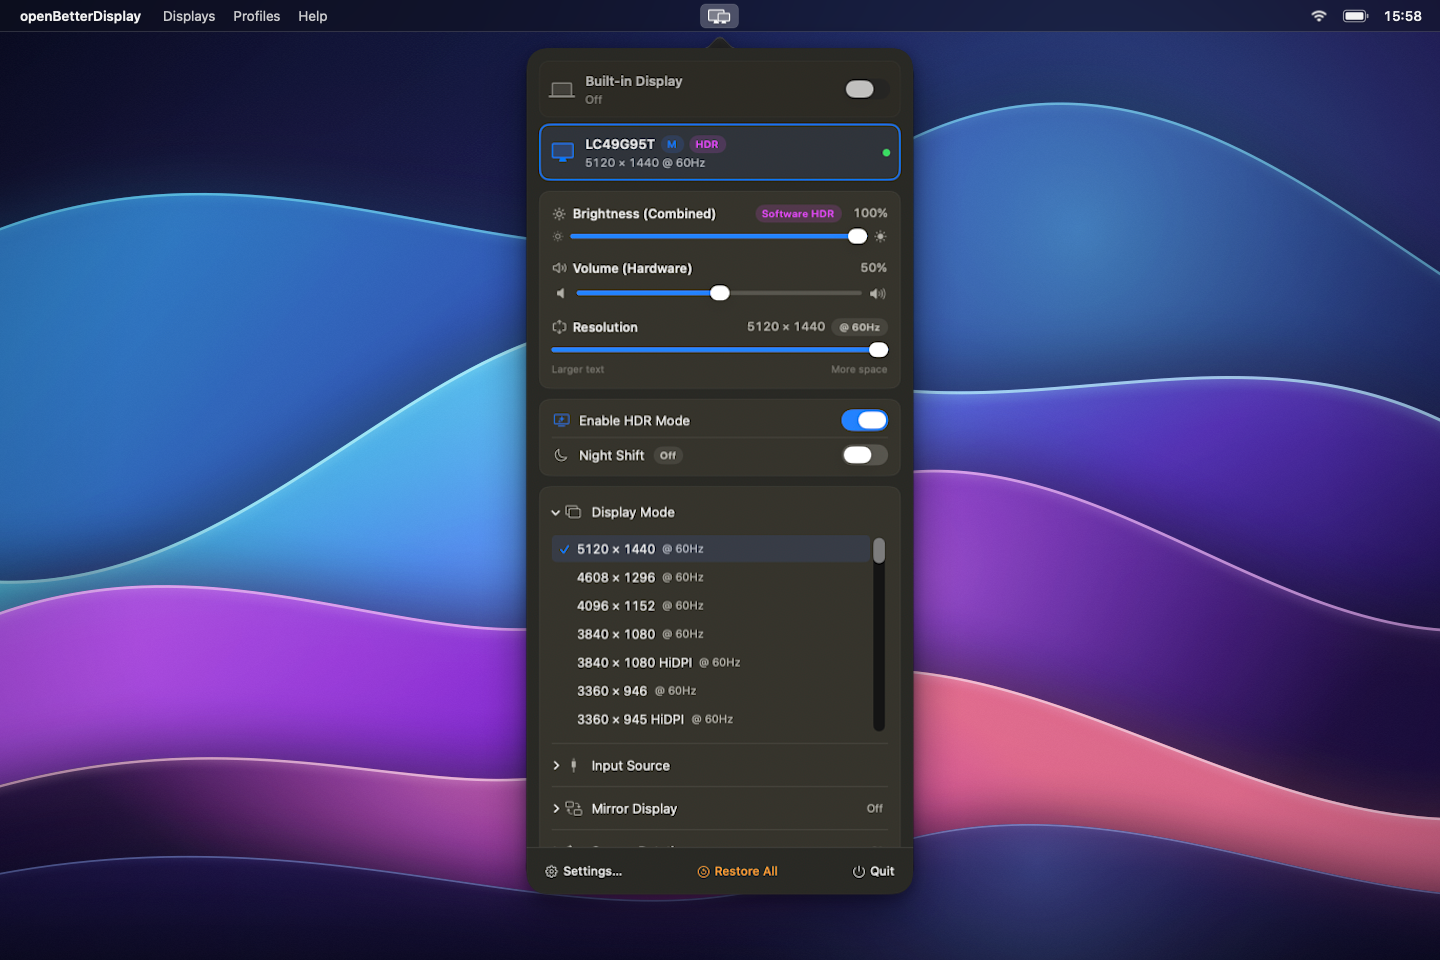 openBetterDisplay Displays Profiles Help 15:58
Built-in Display
Off
LC49G95T M HDR
5120 × 1440 @ 60Hz
Brightness (Combined) Software HDR 100%
Volume (Hardware) 50%
Resolution 5120 × 1440 @ 60Hz
Larger text More space
Enable HDR Mode
Night Shift Off
Display Mode
5120 × 1440 @ 60Hz
4608 × 1296 @ 60Hz
4096 × 1152 @ 60Hz
3840 × 1080 @ 60Hz
3840 × 1080 HiDPI @ 60Hz
3360 × 946 @ 60Hz
3360 × 945 HiDPI @ 60Hz
Input Source
Mirror Display Off
Settings... Restore All Quit